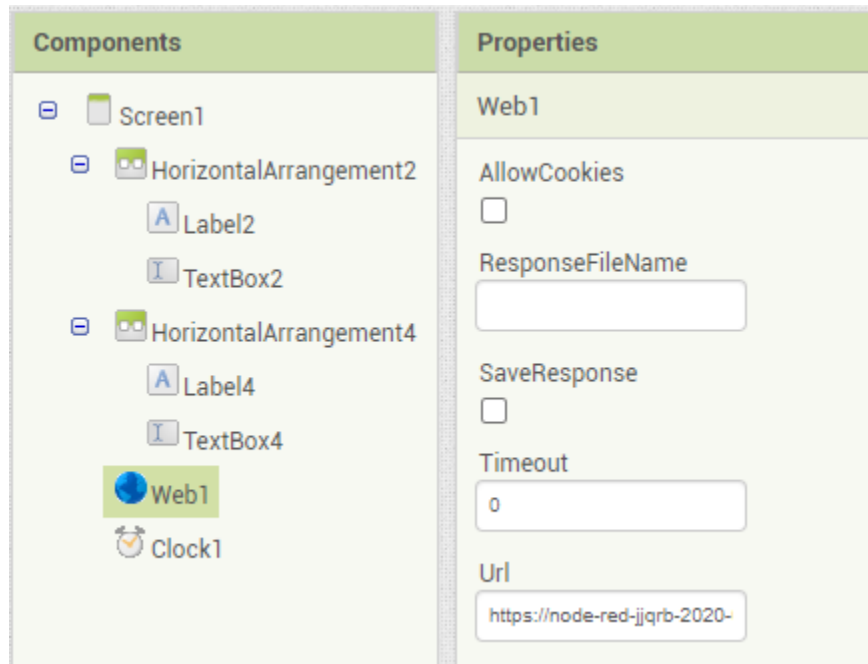 Components
Screen1
HorizontalArrangement2
Label2
TextBox2
HorizontalArrangement4
Label4
TextBox4
Web1
Clock1
Properties
Web1
AllowCookies
ResponseFileName
SaveResponse
Timeout
0
Url
https://node-red-jjqrb-2020-